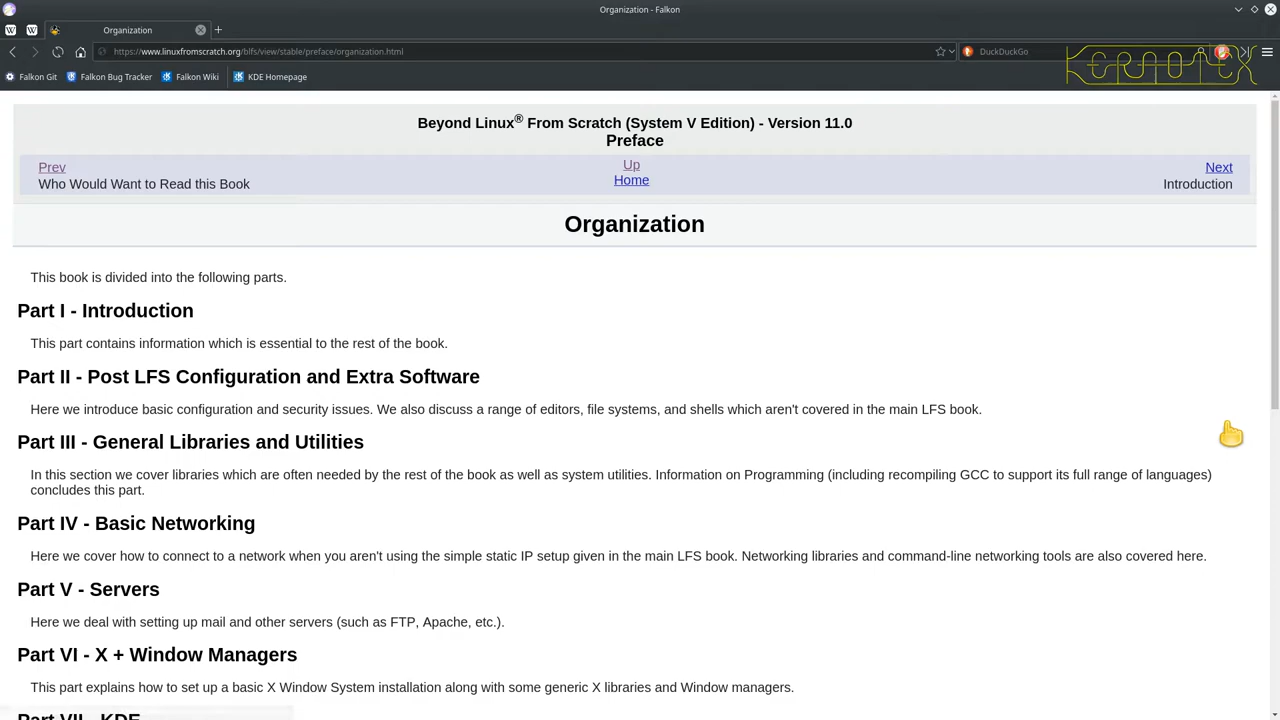 Organization - Falkon
Organization
https://www.linuxfromscratch.org/blfs/view/stable/preface/organization.html
DuckDuckGo
KERNOTEX
Falkon Git
Falkon Bug Tracker
Falkon Wiki
KDE Homepage
Beyond Linux® From Scratch (System V Edition) - Version 11.0
Preface
Prev
Who Would Want to Read this Book
Up
Home
Next
Introduction
Organization
This book is divided into the following parts.
Part I - Introduction
This part contains information which is essential to the rest of the book.
Part II - Post LFS Configuration and Extra Software
Here we introduce basic configuration and security issues. We also discuss a range of editors, file systems, and shells which aren't covered in the main LFS book.
Part III - General Libraries and Utilities
In this section we cover libraries which are often needed by the rest of the book as well as system utilities. Information on Programming (including recompiling GCC to support its full range of languages)
concludes this part.
Part IV - Basic Networking
Here we cover how to connect to a network when you aren't using the simple static IP setup given in the main LFS book. Networking libraries and command-line networking tools are also covered here.
Part V - Servers
Here we deal with setting up mail and other servers (such as FTP, Apache, etc.).
Part VI - X + Window Managers
This part explains how to set up a basic X Window System installation along with some generic X libraries and Window managers.
Part VII - KDE